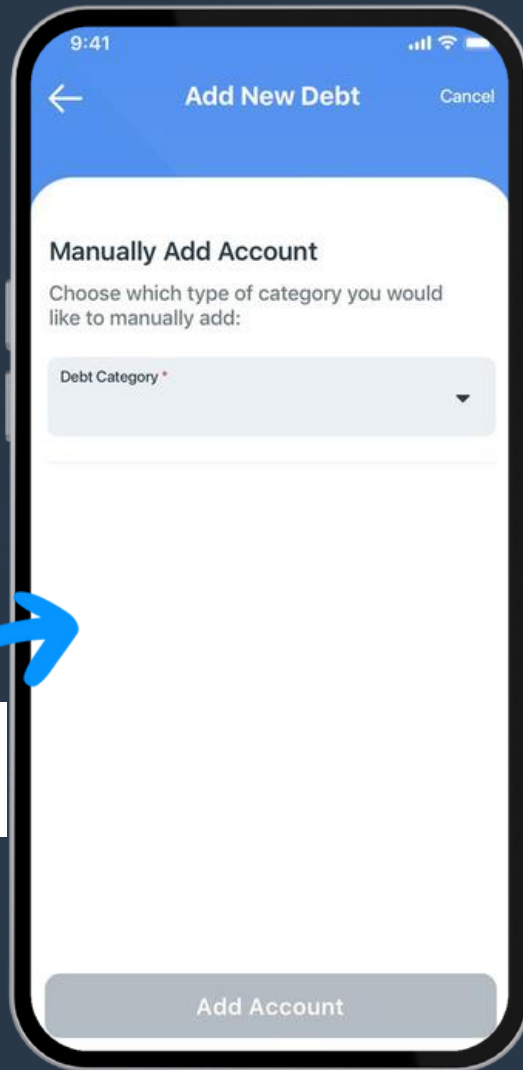 9:41
Add New Debt
Cancel
Manually Add Account
Choose which type of category you would
like to manually add:
Debt Category *
Add Account